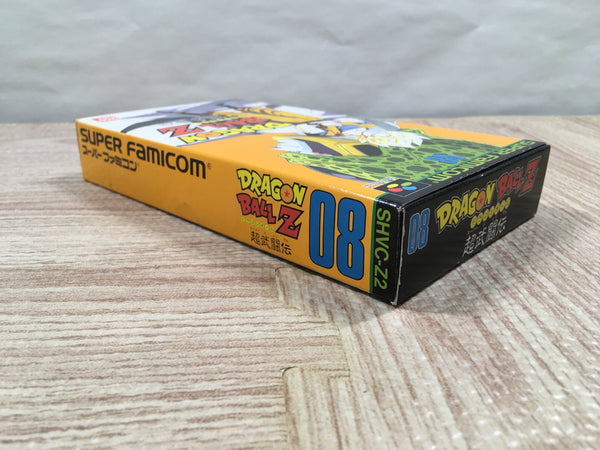 SUPER FAMICOM
スーパーファミコン
DRAGON
BALL Z
超武闘伝
08
SHVC-Z2
08
DRAGON BALL Z
超武闘伝